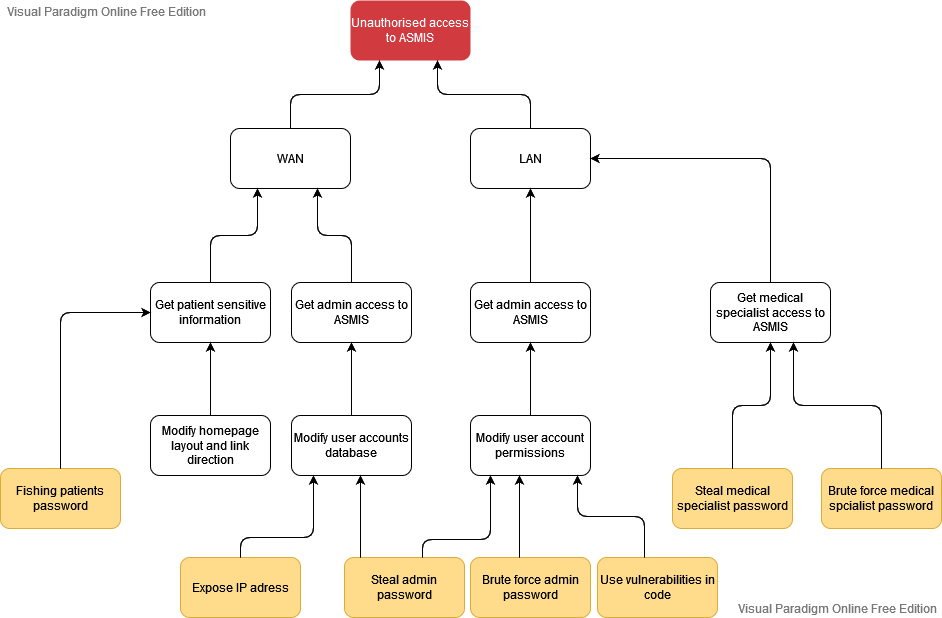 Visual Paradigm Online Free Edition
Unauthorised access
to ASMIS
WAN
LAN
Get patient sensitive
information
Get admin access to
ASMIS
Get admin access to
ASMIS
Get medical
specialist access to
ASMIS
Modify homepage
layout and link
direction
Modify user accounts
database
Modify user account
permissions
Fishing patients
password
Steal medical
specialist password
Brute force medical
spcialist password
Expose IP adress
Steal admin
password
Brute force admin
password
Use vulnerabilities in
code
Visual Paradigm Online Free Edition